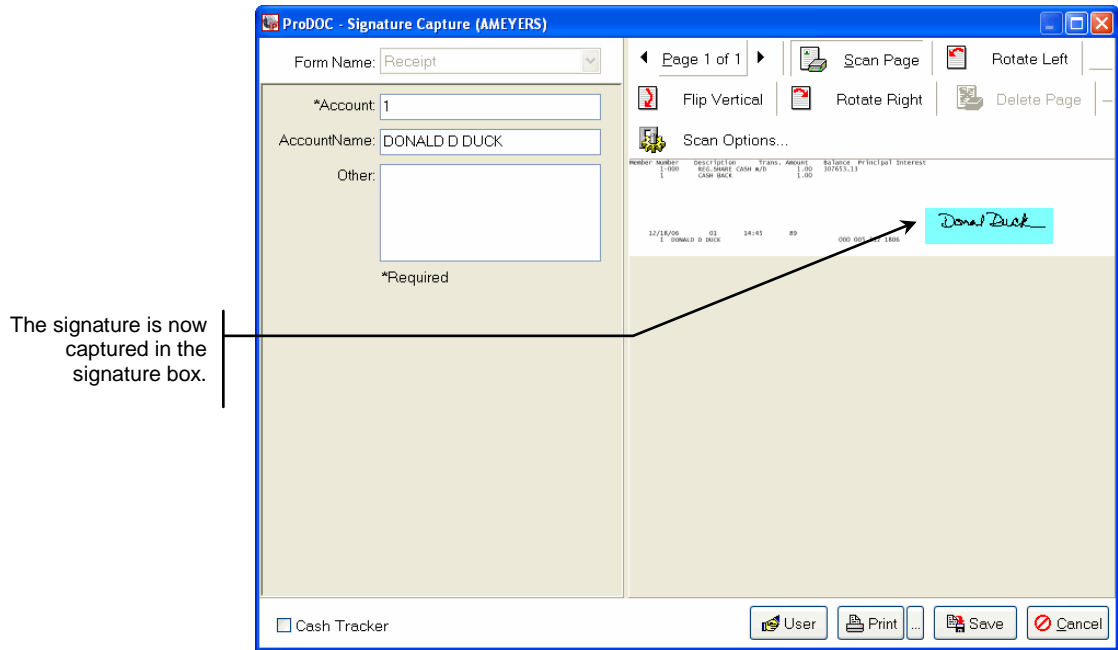 ProDOC - Signature Capture (AMEYERS)
Form Name: Receipt
*Account: 1
AccountName: DONALD D DUCK
Other:
*Required
Page 1 of 1
Scan Page
Rotate Left
Flip Vertical
Rotate Right
Delete Page
Scan Options...
Member Number Description Trans. Amount Balance Principal Interest
1-000 REG.SHARE CASH W/D 1.00 307653.13
1 CASH BACK 1.00
Donal Duck
12/18/06 01 14:45 89
1 DONALD D DUCK 000 1806
The signature is now
captured in the
signature box.
Cash Tracker
User
Print
...
Save
Cancel